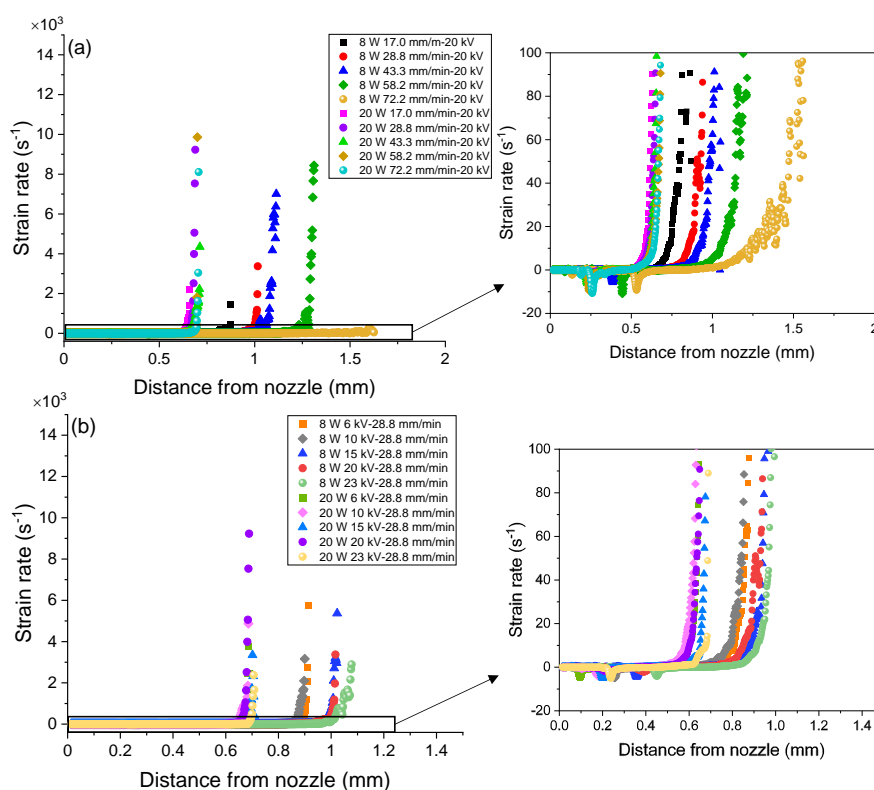 (a)
×10³
14
12
10
8
6
4
2
0
Strain rate (s⁻¹)
0
0.5
1
1.5
2
Distance from nozzle (mm)
8 W 17.0 mm/m-20 kV
8 W 28.8 mm/min-20 kV
8 W 43.3 mm/min-20 kV
8 W 58.2 mm/min-20 kV
8 W 72.2 mm/min-20 kV
20 W 17.0 mm/min-20 kV
20 W 28.8 mm/min-20 kV
20 W 43.3 mm/min-20 kV
20 W 58.2 mm/min-20 kV
20 W 72.2 mm/min-20 kV
100
80
60
40
20
0
-20
Strain rate (s⁻¹)
0
0.5
1
1.5
2
Distance from nozzle (mm)
(b)
×10³
14
12
10
8
6
4
2
0
Strain rate (s⁻¹)
0
0.2
0.4
0.6
0.8
1
1.2
1.4
Distance from nozzle (mm)
8 W 6 kV-28.8 mm/min
8 W 10 kV-28.8 mm/min
8 W 15 kV-28.8 mm/min
8 W 20 kV-28.8 mm/min
8 W 23 kV-28.8 mm/min
20 W 6 kV-28.8 mm/min
20 W 10 kV-28.8 mm/min
20 W 15 kV-28.8 mm/min
20 W 20 kV-28.8 mm/min
20 W 23 kV-28.8 mm/min
100
80
60
40
20
0
-20
Strain rate (s⁻¹)
0.0
0.2
0.4
0.6
0.8
1.0
1.2
1.4
Distance from nozzle (mm)